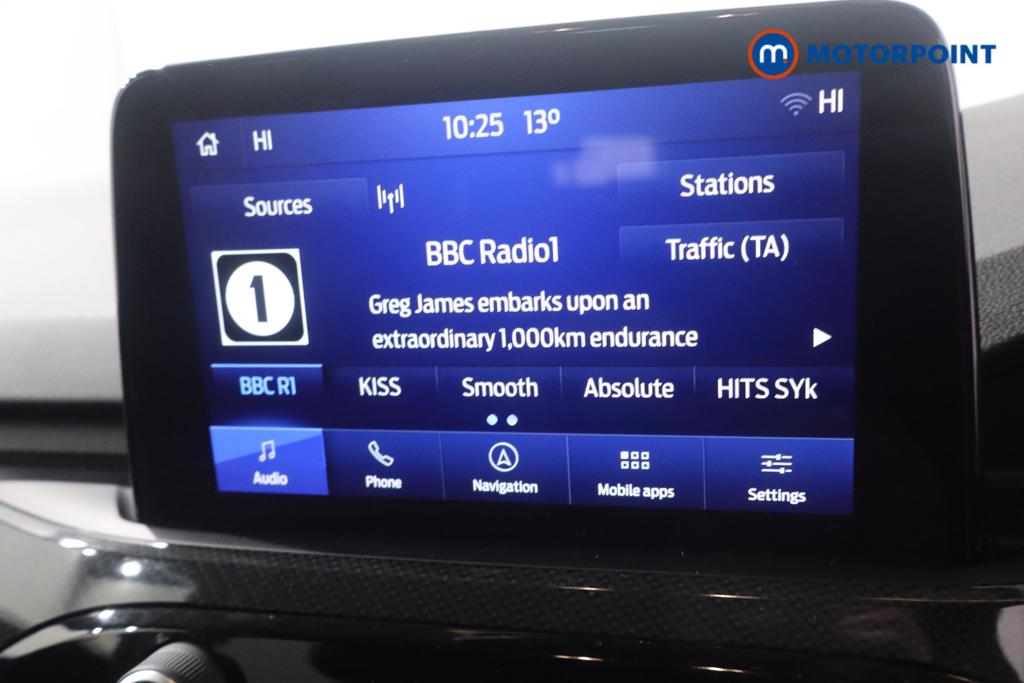 m. MOTORPOINT
HI 10:25 13º HI
Sources Stations
BBC Radio1 Traffic (TA)
1
Greg James embarks upon an
extraordinary 1,000km endurance
BBC R1 KISS Smooth Absolute HITS SYk
Audio Phone Navigation Mobile apps Settings